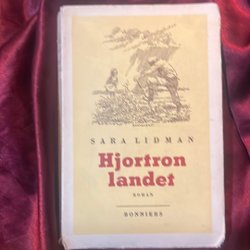 SARA LIDMAN
Hjortron
landet
ROMAN
BONNIERS